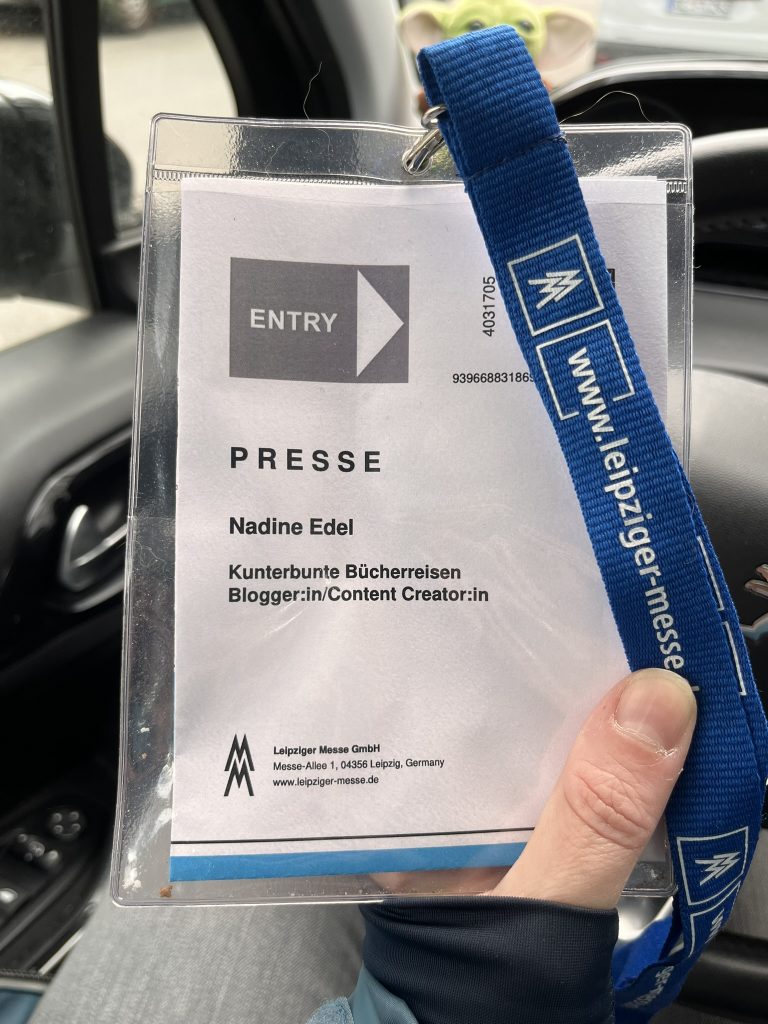 ENTRY
4031705
PRESSE
Nadine Edel
Kunterbunte Bücherreisen
Blogger:in/Content Creator:in
Leipziger Messe GmbH
Messe-Allee 1, 04356 Leipzig, Germany
www.leipziger-messe.de
www.leipziger-messe